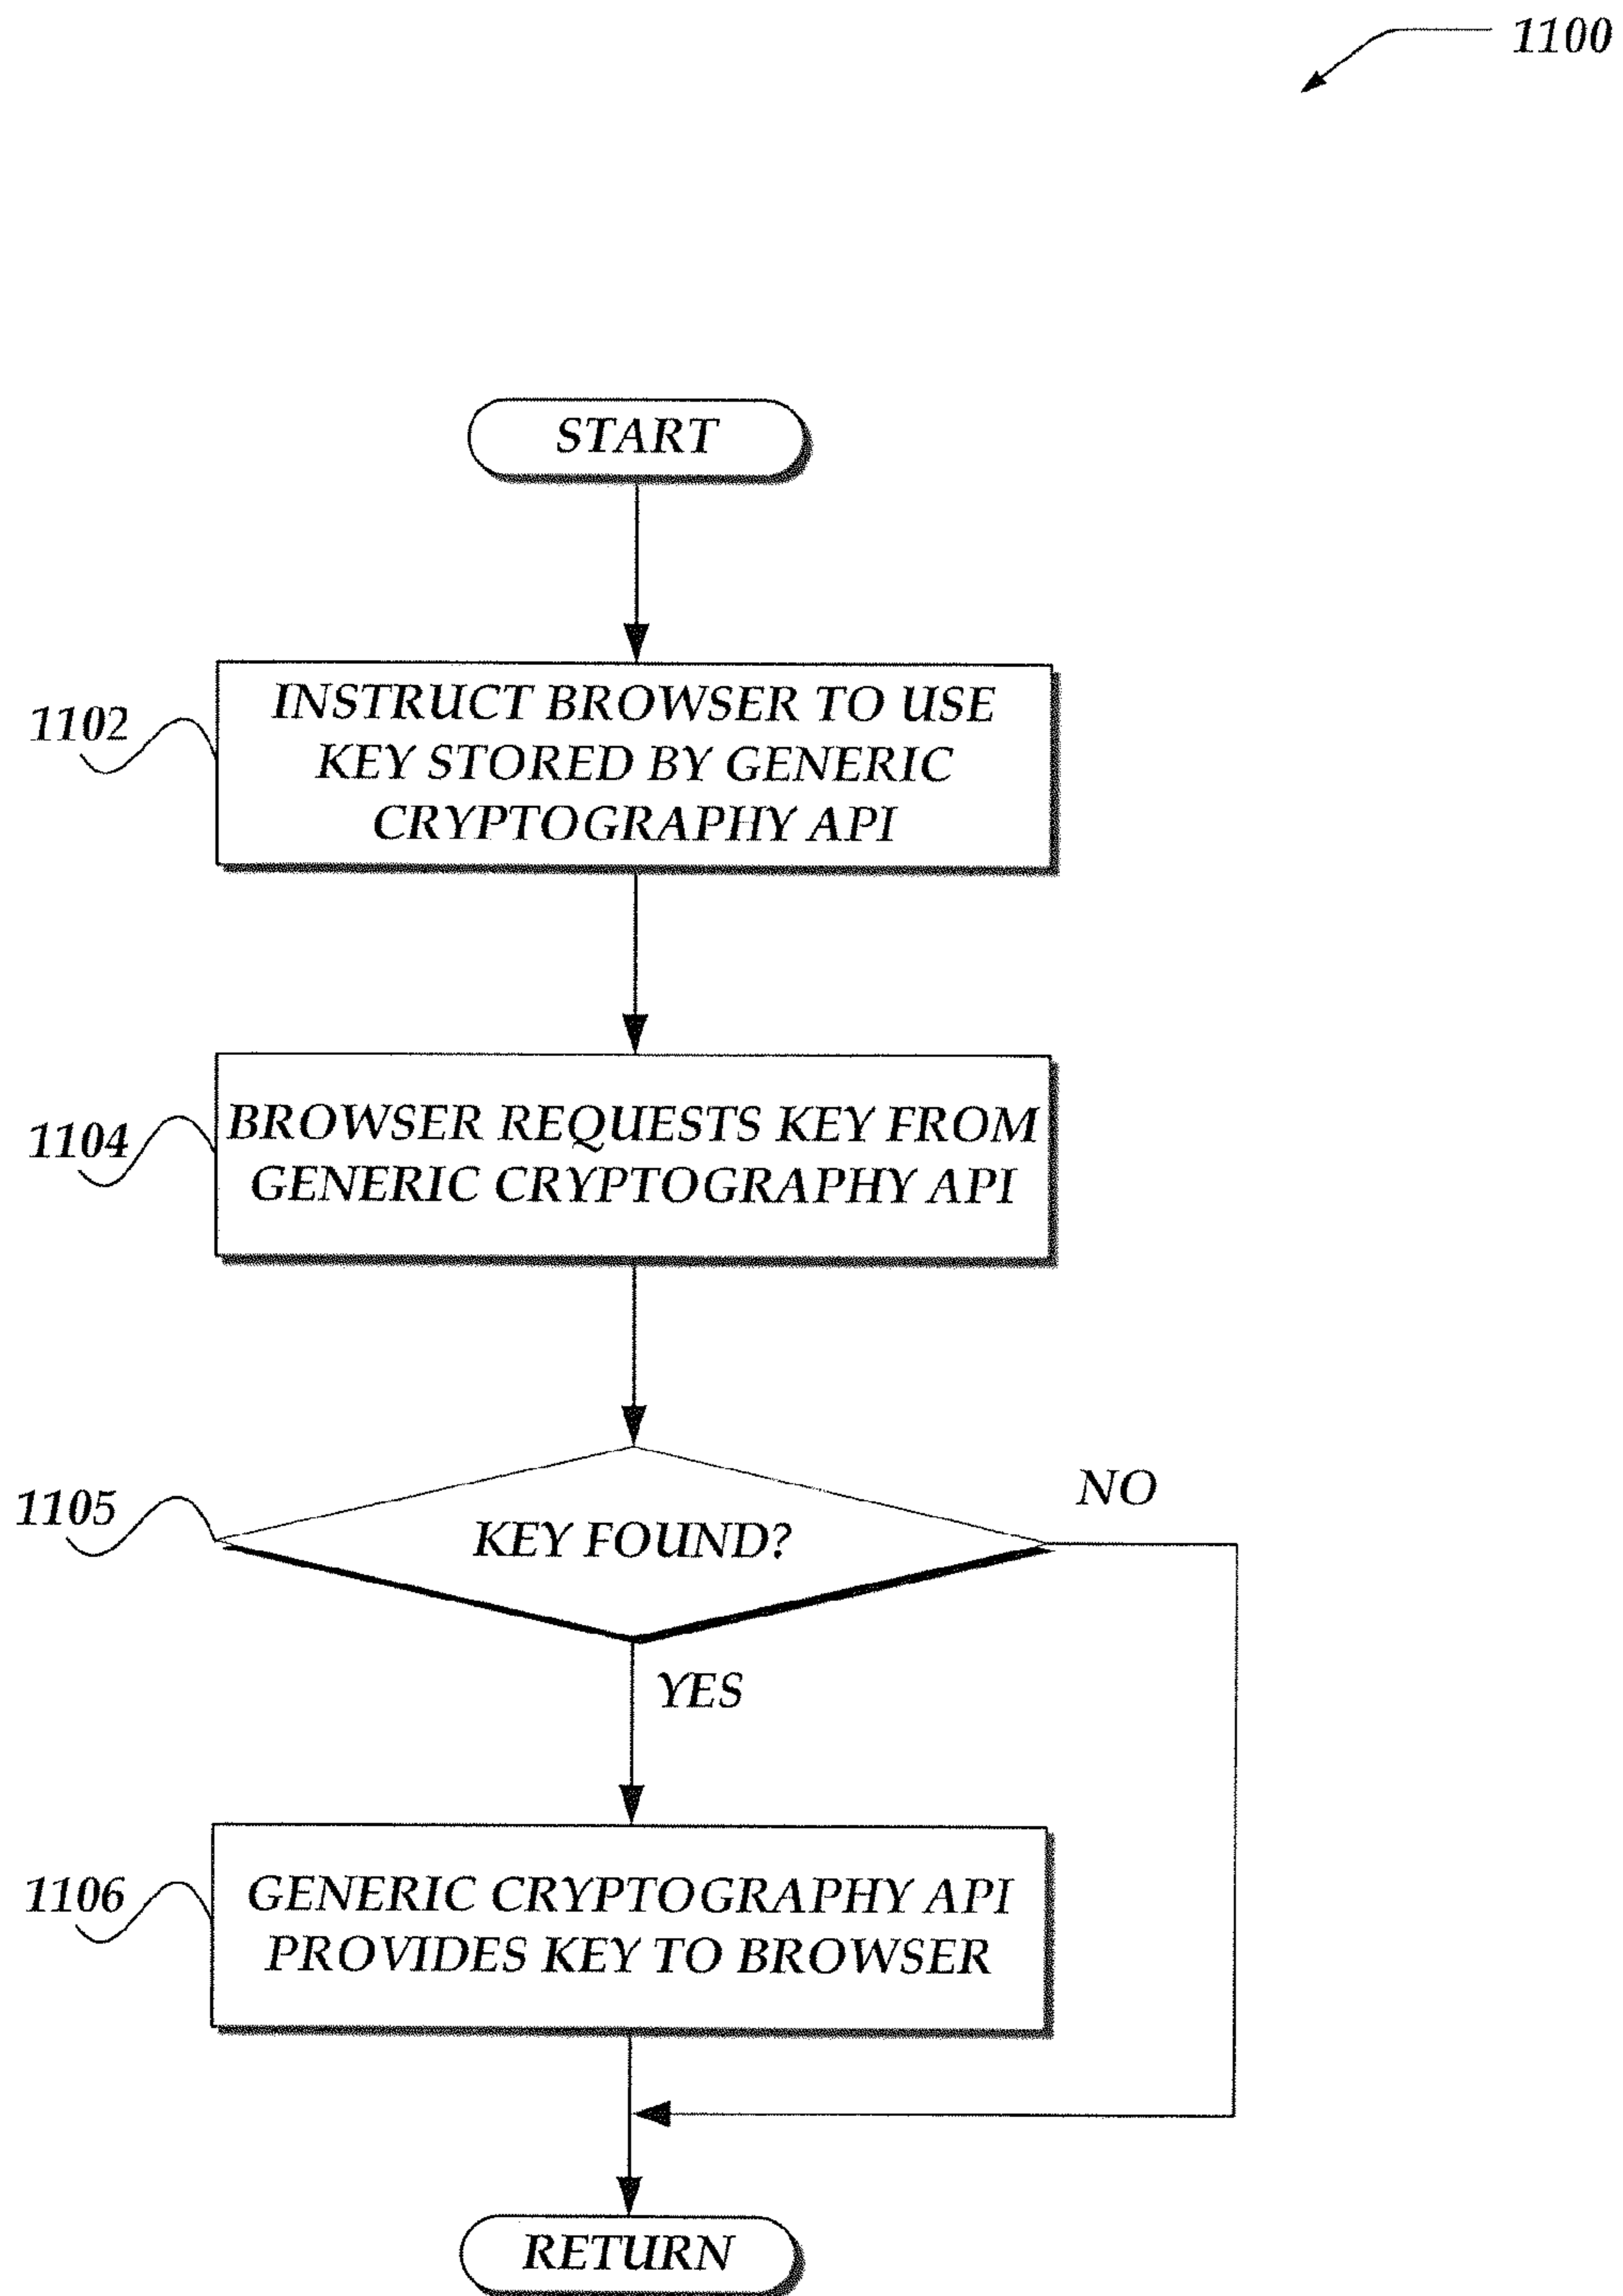 1100
START
1102
INSTRUCT BROWSER TO USE
KEY STORED BY GENERIC
CRYPTOGRAPHY API
1104
BROWSER REQUESTS KEY FROM
GENERIC CRYPTOGRAPHY API
1105
KEY FOUND?
NO
YES
1106
GENERIC CRYPTOGRAPHY API
PROVIDES KEY TO BROWSER
RETURN